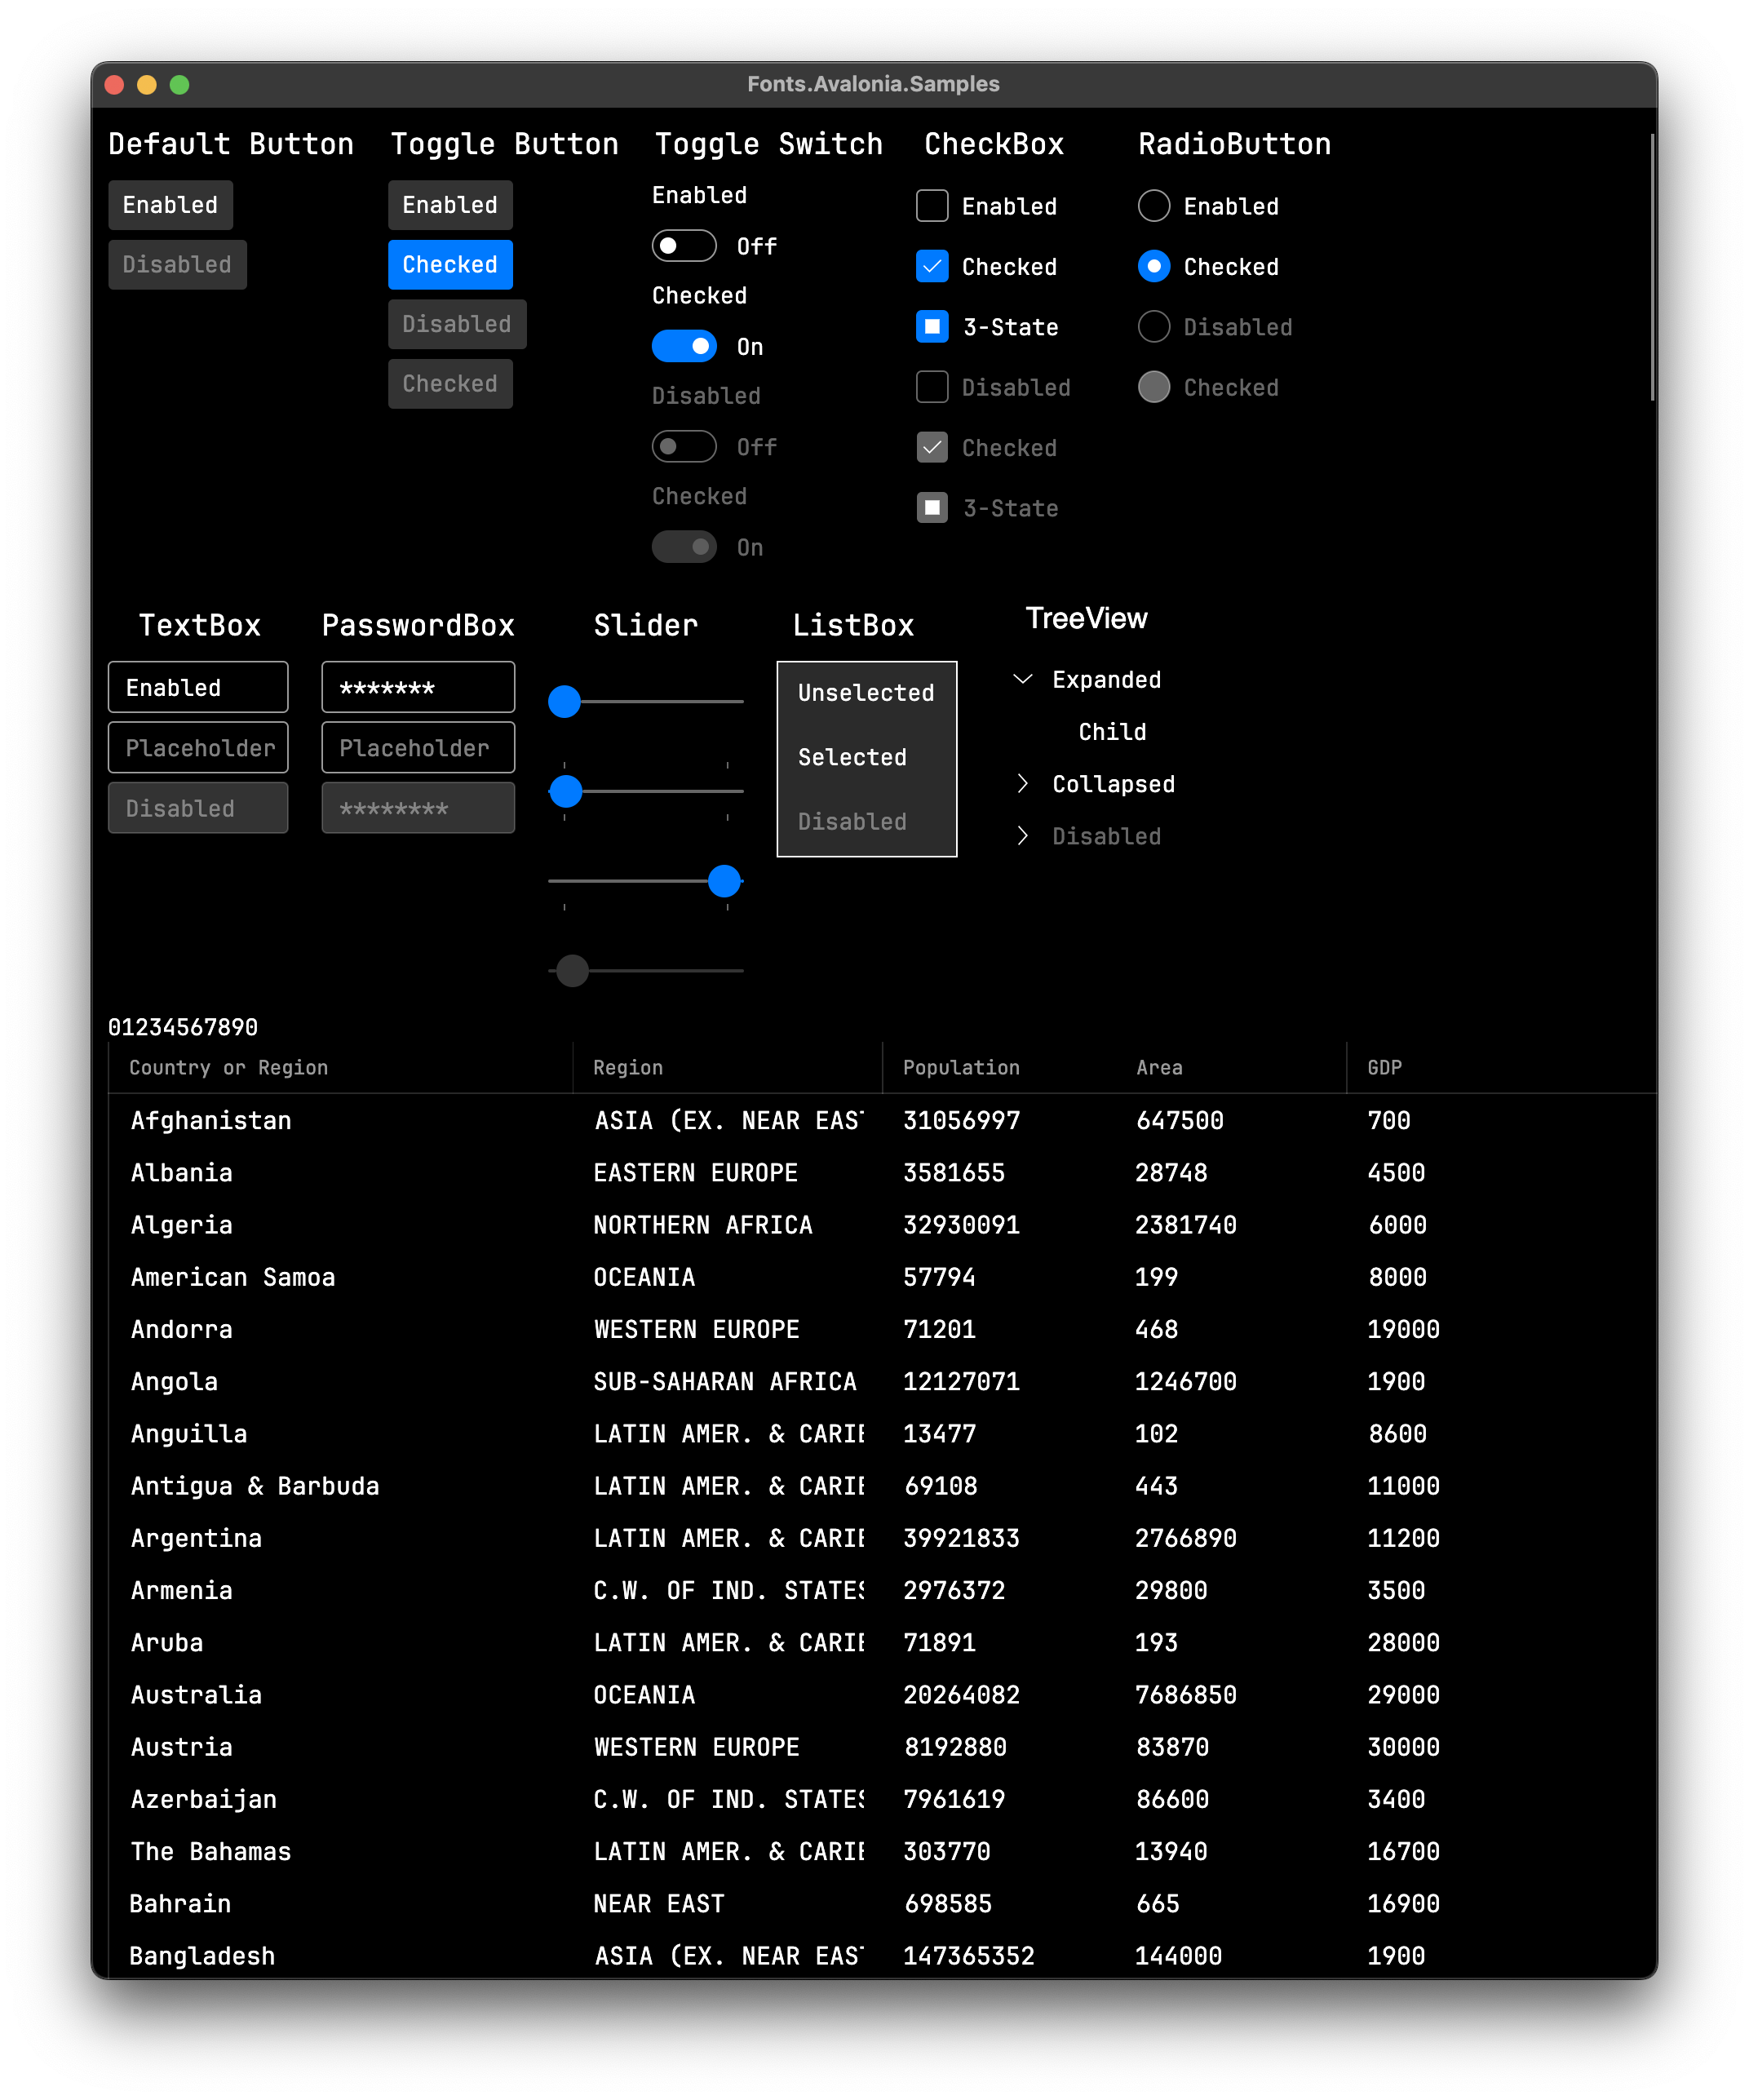 Fonts.Avalonia.Samples
Default Button Toggle Button Toggle Switch CheckBox RadioButton
Enabled Enabled Enabled Enabled Enabled
Off
Disabled Checked Checked Checked Checked
On
Disabled Disabled 3-State Disabled
Off
Checked Checked Disabled Checked
On
Checked
3-State
TextBox PasswordBox Slider ListBox TreeView
Enabled ******* Unselected Expanded
Placeholder Placeholder Selected Child
Disabled ******** Disabled Collapsed
Disabled
01234567890
Country or Region Region Population Area GDP
Afghanistan ASIA (EX. NEAR EAST 31056997 647500 700
Albania EASTERN EUROPE 3581655 28748 4500
Algeria NORTHERN AFRICA 32930091 2381740 6000
American Samoa OCEANIA 57794 199 8000
Andorra WESTERN EUROPE 71201 468 19000
Angola SUB-SAHARAN AFRICA 12127071 1246700 1900
Anguilla LATIN AMER. & CARIB 13477 102 8600
Antigua & Barbuda LATIN AMER. & CARIB 69108 443 11000
Argentina LATIN AMER. & CARIB 39921833 2766890 11200
Armenia C.W. OF IND. STATES 2976372 29800 3500
Aruba LATIN AMER. & CARIB 71891 193 28000
Australia OCEANIA 20264082 7686850 29000
Austria WESTERN EUROPE 8192880 83870 30000
Azerbaijan C.W. OF IND. STATES 7961619 86600 3400
The Bahamas LATIN AMER. & CARIB 303770 13940 16700
Bahrain NEAR EAST 698585 665 16900
Bangladesh ASIA (EX. NEAR EAST 147365352 144000 1900